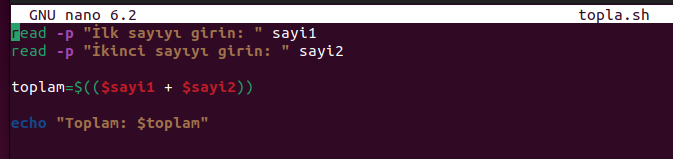 GNU nano 6.2 topla.sh
read -p "İlk sayıyı girin: " sayi1
read -p "İkinci sayıyı girin: " sayi2
toplam=$(($sayi1 + $sayi2))
echo "Toplam: $toplam"